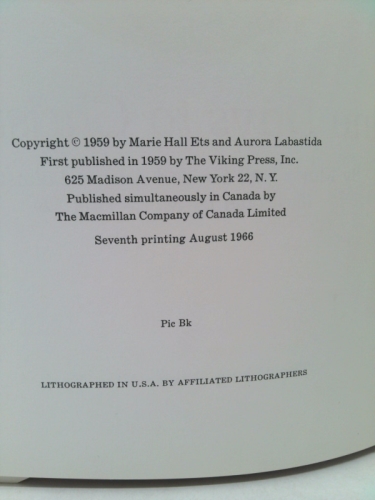 Copyright © 1959 by Marie Hall Ets and Aurora Labastida
First published in 1959 by The Viking Press, Inc.
625 Madison Avenue, New York 22, N. Y.
Published simultaneously in Canada by
The Macmillan Company of Canada Limited
Seventh printing August 1966
Pic Bk
LITHOGRAPHED IN U.S.A. BY AFFILIATED LITHOGRAPHERS